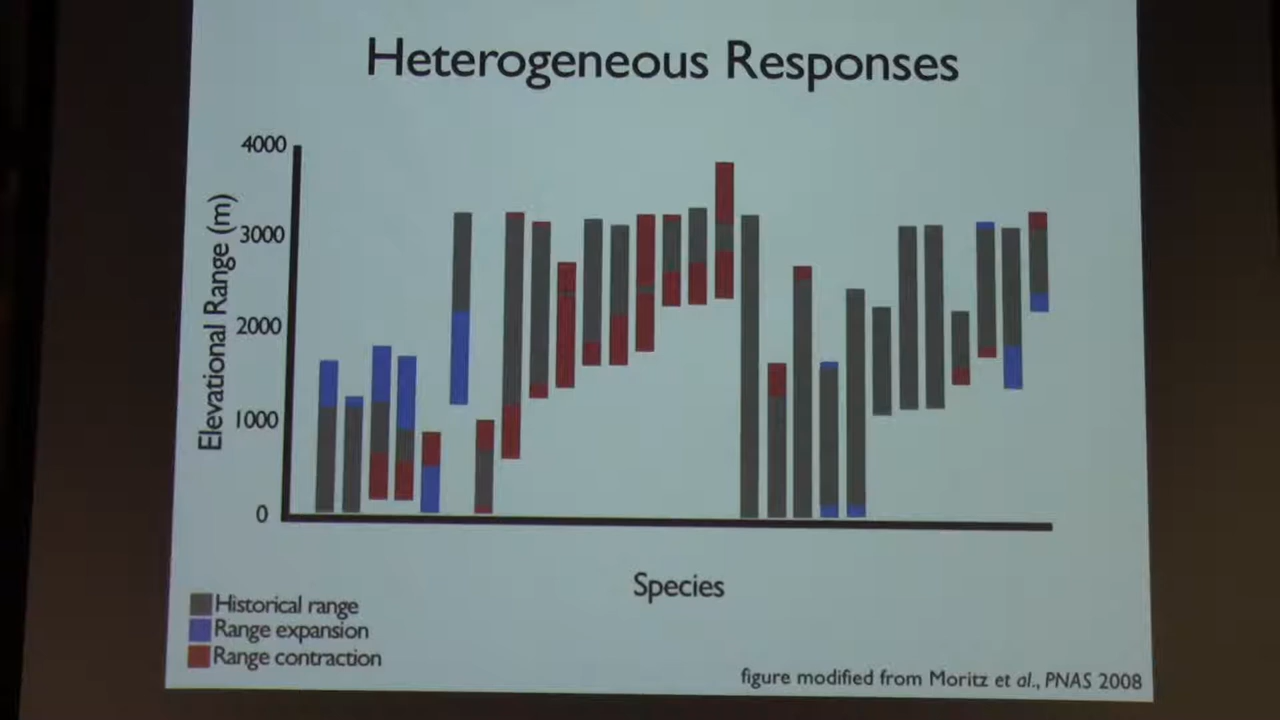 Heterogeneous Responses
4000
3000
2000
1000
0
Elevational Range (m)
Species
Historical range
Range expansion
Range contraction
figure modified from Moritz et al., PNAS 2008